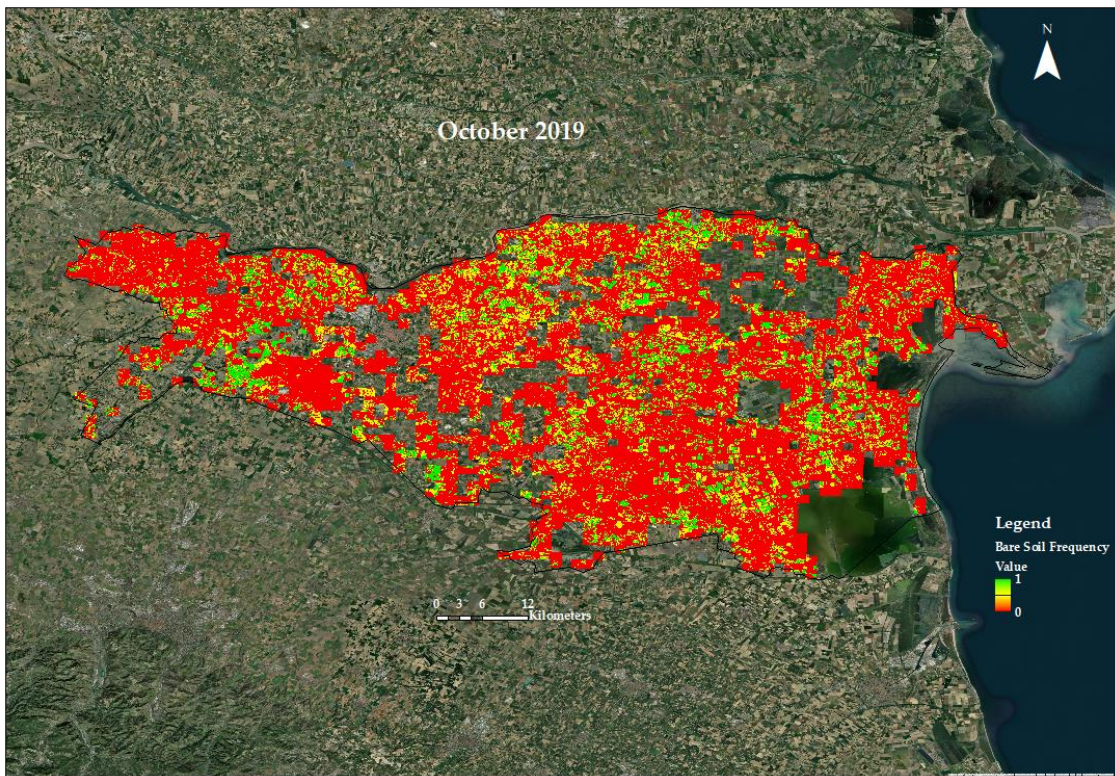 N
October 2019
Legend
Bare Soil Frequency
Value
1
0
0 3 6 12
Kilometers